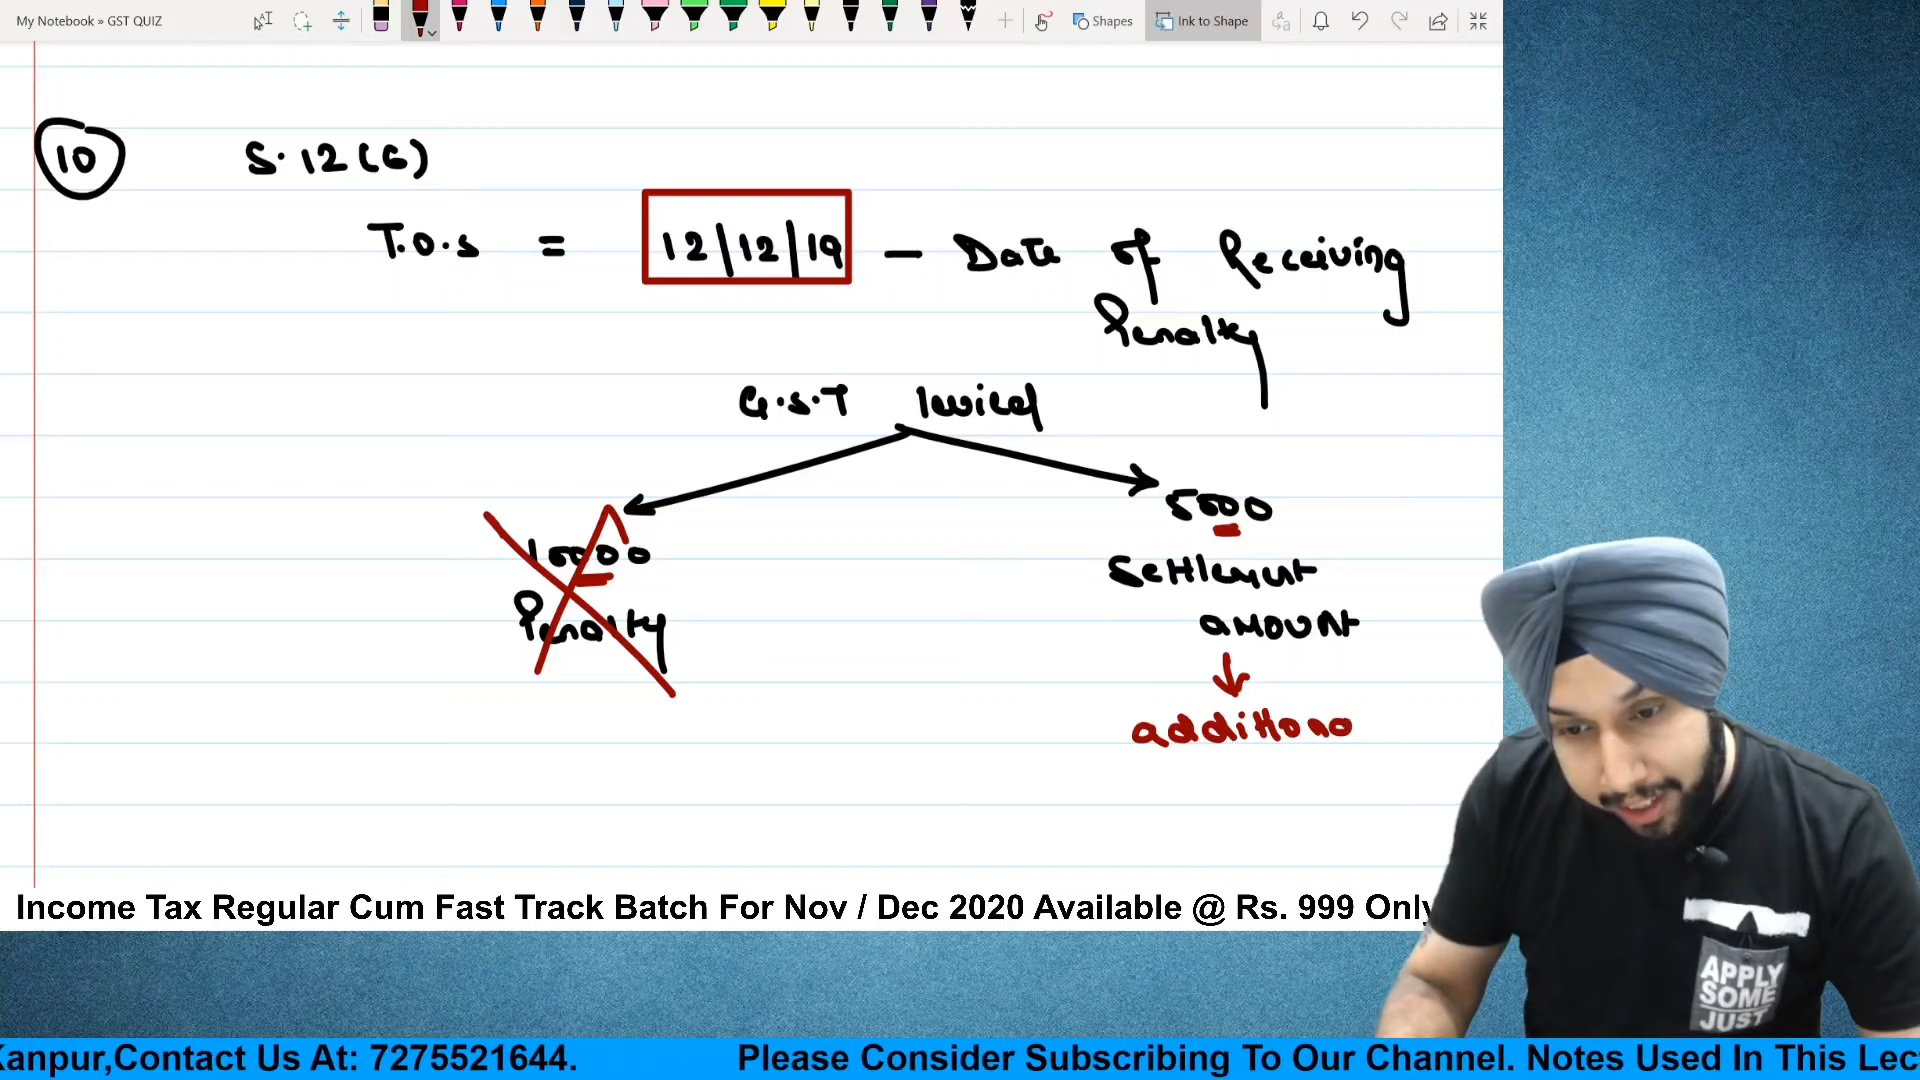 My Notebook » GST QUIZ
Shapes
Ink to Shape
10
S. 12 (6)
T.O.S = 12/12/19 – Date of Receiving
Penalty
G.S.T levied
10000
Penalty
5000
Settlement
amount
additiona
APPLY
SOME
JUST
Income Tax Regular Cum Fast Track Batch For Nov / Dec 2020 Available @ Rs. 999 Only
Kanpur,Contact Us At: 7275521644. Please Consider Subscribing To Our Channel. Notes Used In This Lec